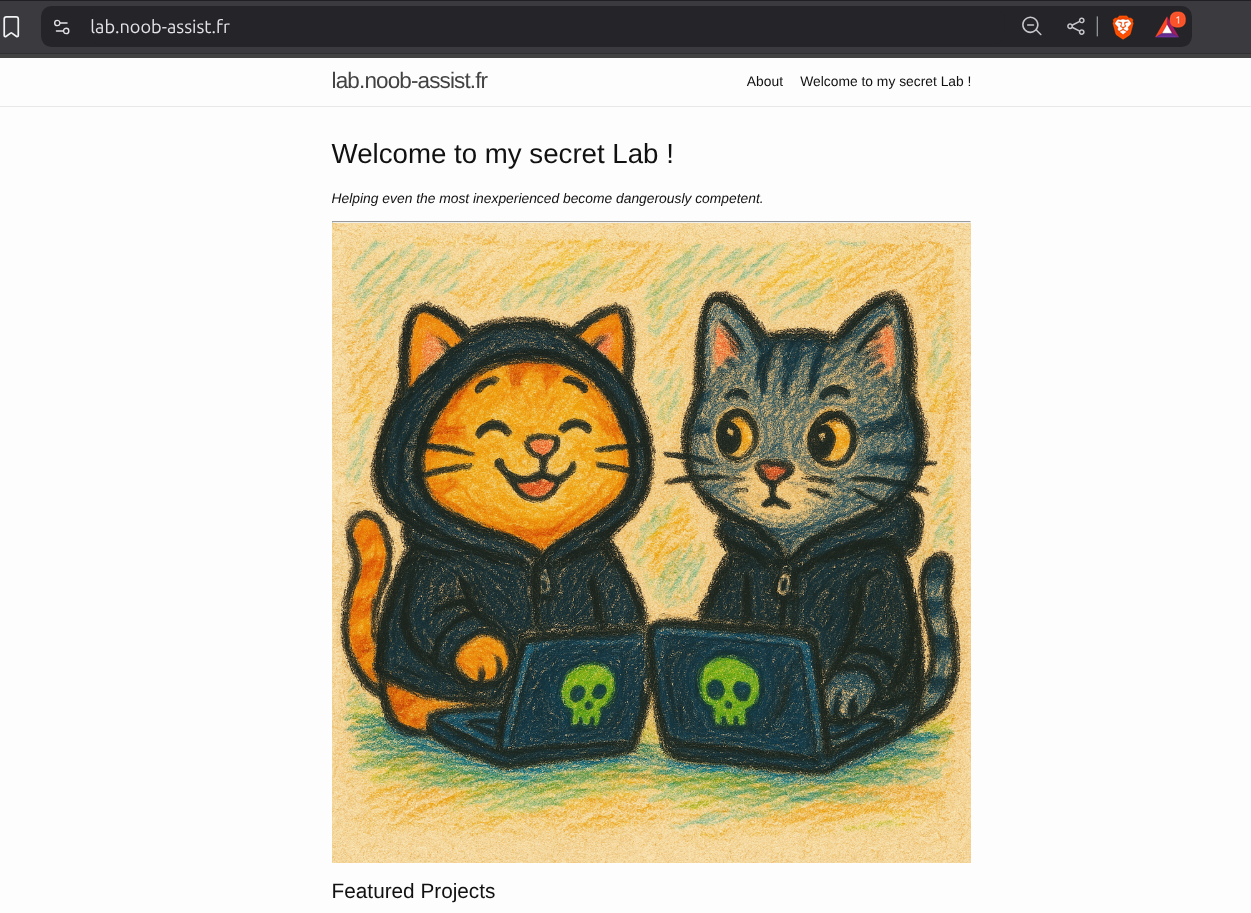 lab.noob-assist.fr
1
lab.noob-assist.fr
About Welcome to my secret Lab !
Welcome to my secret Lab !
Helping even the most inexperienced become dangerously competent.
Featured Projects